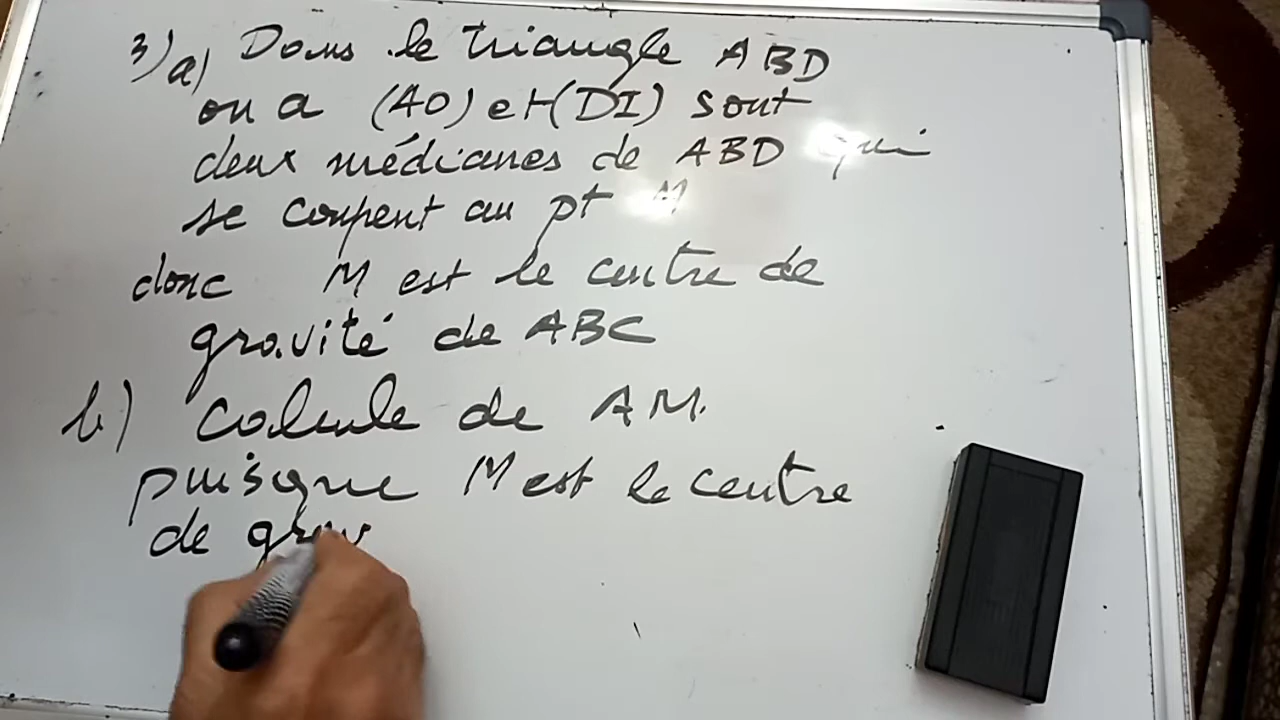 3) a) Dans le triangle ABD
on a (AO) et (DI) sont
deux médianes de ABD qui
se coupent au pt M
donc M est le centre de
gravité de ABC
b) Calcule de AM.
puisque M est le centre
de grav